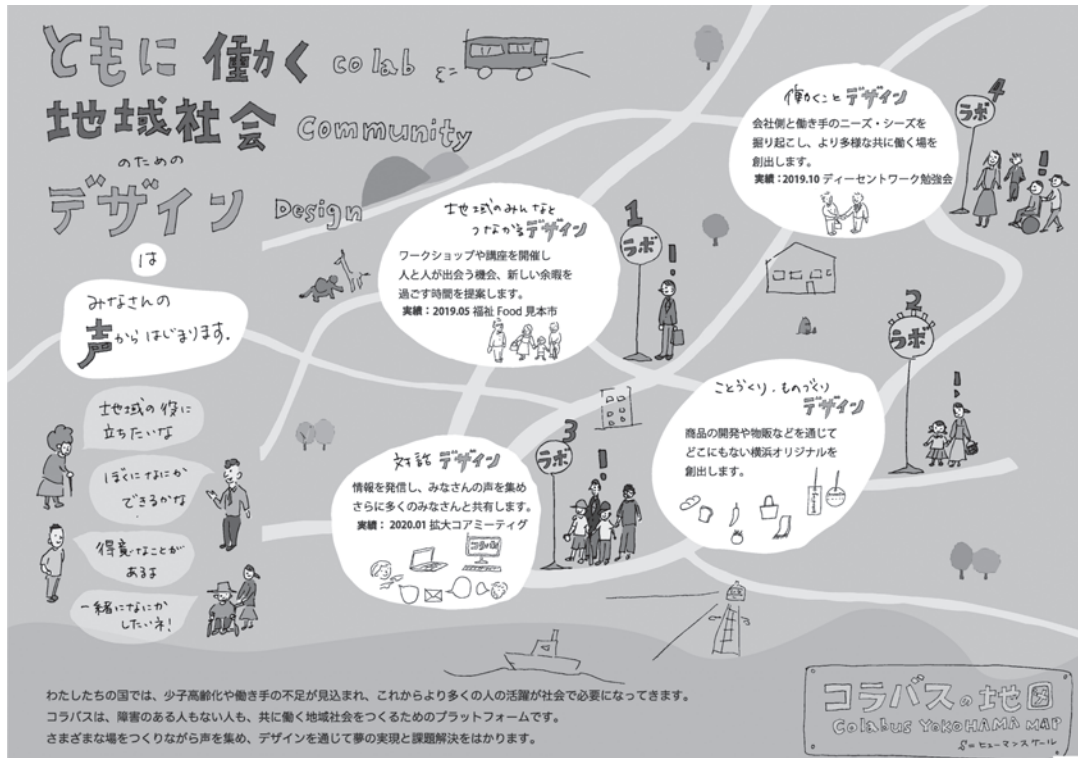 ともに働く colab
地域社会 Community
のための
デザイン Design
は
みなさんの
声からはじまります。
地域の役に
立ちたいな
ぼくになにか
できるかな
得意なことが
あるよ
一緒になにか
したいネ！
1
ラボ
地域のみんなと
つながるデザイン
ワークショップや講座を開催し
人と人が出会う機会、新しい余暇を
過ごす時間を提案します。
実績：2019.05 福祉 Food 見本市
2
ラボ
ことづくり・ものづくり
デザイン
商品の開発や物販などを通じて
どこにもない横浜オリジナルを
創出します。
3
ラボ
対話デザイン
情報を発信し、みなさんの声を集め
さらに多くのみなさんと共有します。
実績：2020.01 拡大コアミーティグ
コラバス
4
ラボ
働くことデザイン
会社側と働き手のニーズ・シーズを
掘り起こし、より多様な共に働く場を
創出します。
実績：2019.10 ディーセントワーク勉強会
わたしたちの国では、少子高齢化や働き手の不足が見込まれ、これからより多くの人の活躍が社会で必要になってきます。
コラバスは、障害のある人もない人も、共に働く地域社会をつくるためのプラットフォームです。
さまざまな場をつくりながら声を集め、デザインを通じて夢の実現と課題解決をはかります。
コラバスの地図
Colabus YOKOHAMA MAP
S=ヒューマンスケール